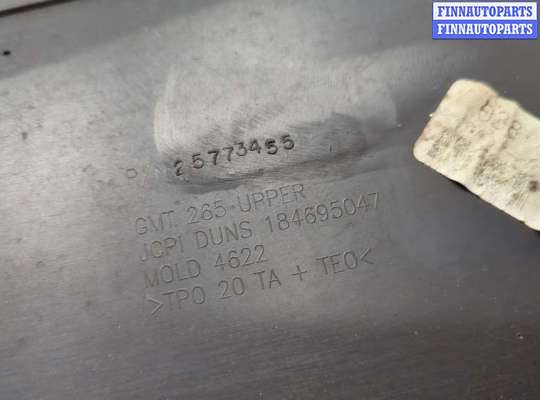 FINNAUTOPARTS
FINNAUTOPARTS
25773455
GMT 265-UPPER
JCPI DUNS 184695047
MOLD 4622
>TPO 20 TA + TEO<